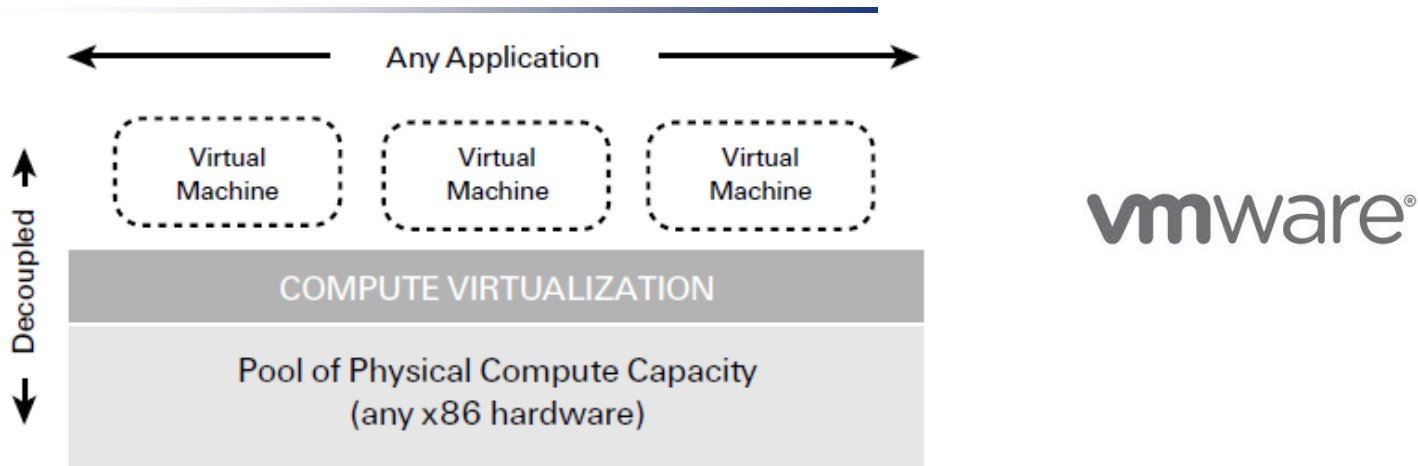 Any Application
Virtual
Machine
Virtual
Machine
Virtual
Machine
Decoupled
COMPUTE VIRTUALIZATION
Pool of Physical Compute Capacity
(any x86 hardware)
vmware®